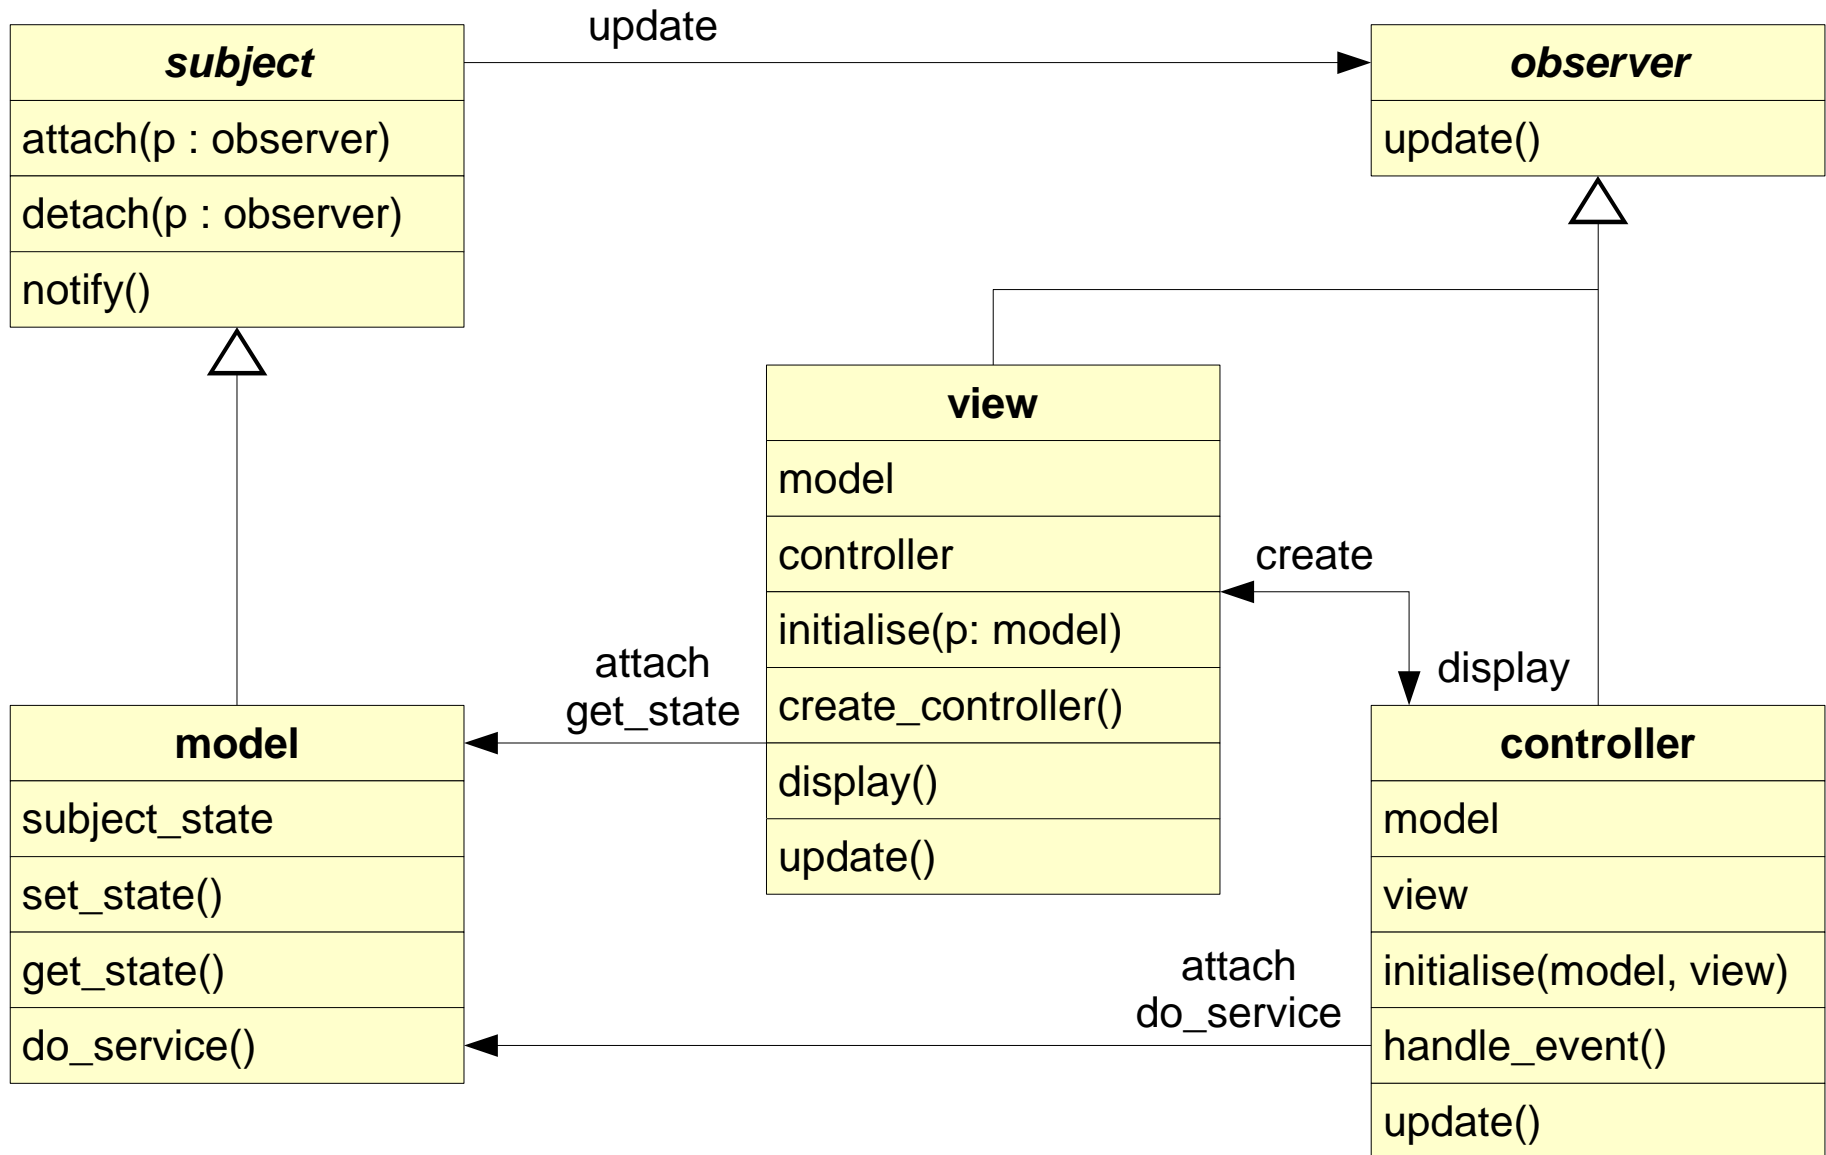 update
subject
attach(p : observer)
detach(p : observer)
notify()
observer
update()
view
model
controller
initialise(p: model)
create_controller()
display()
update()
create
display
attach
get_state
model
subject_state
set_state()
get_state()
do_service()
attach
do_service
controller
model
view
initialise(model, view)
handle_event()
update()